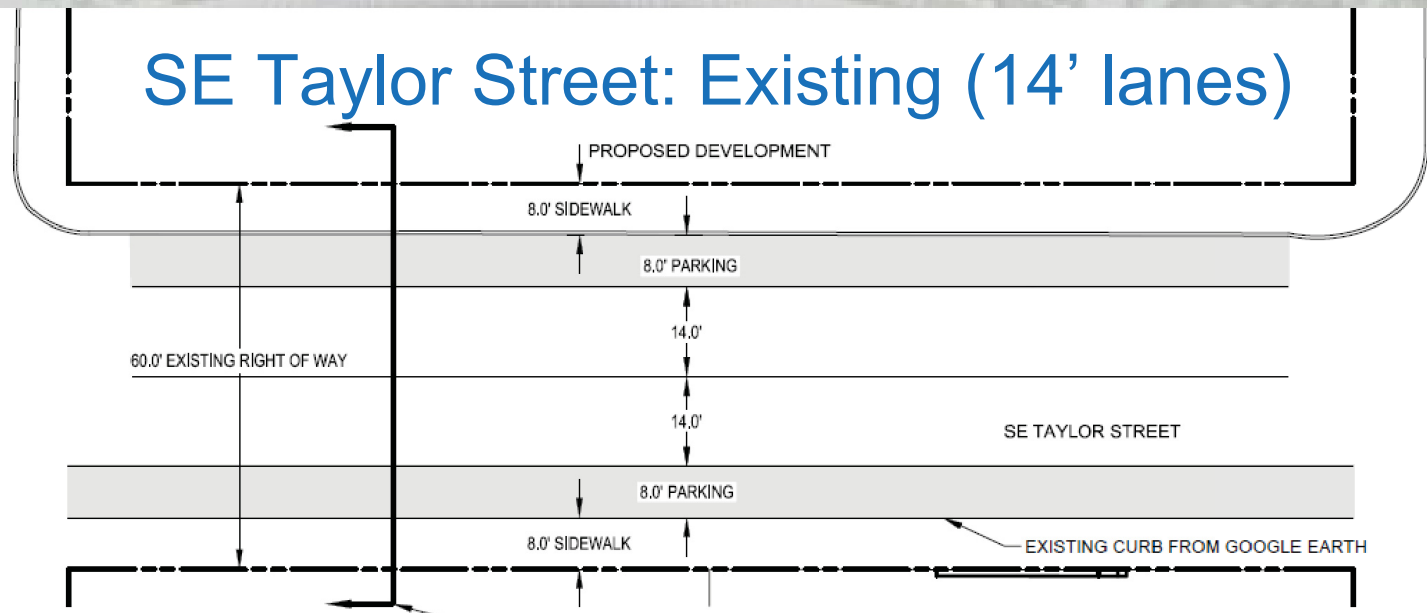 SE Taylor Street: Existing (14’ lanes)
PROPOSED DEVELOPMENT
8.0' SIDEWALK
8.0' PARKING
14.0'
60.0' EXISTING RIGHT OF WAY
14.0'
SE TAYLOR STREET
8.0' PARKING
8.0' SIDEWALK
EXISTING CURB FROM GOOGLE EARTH